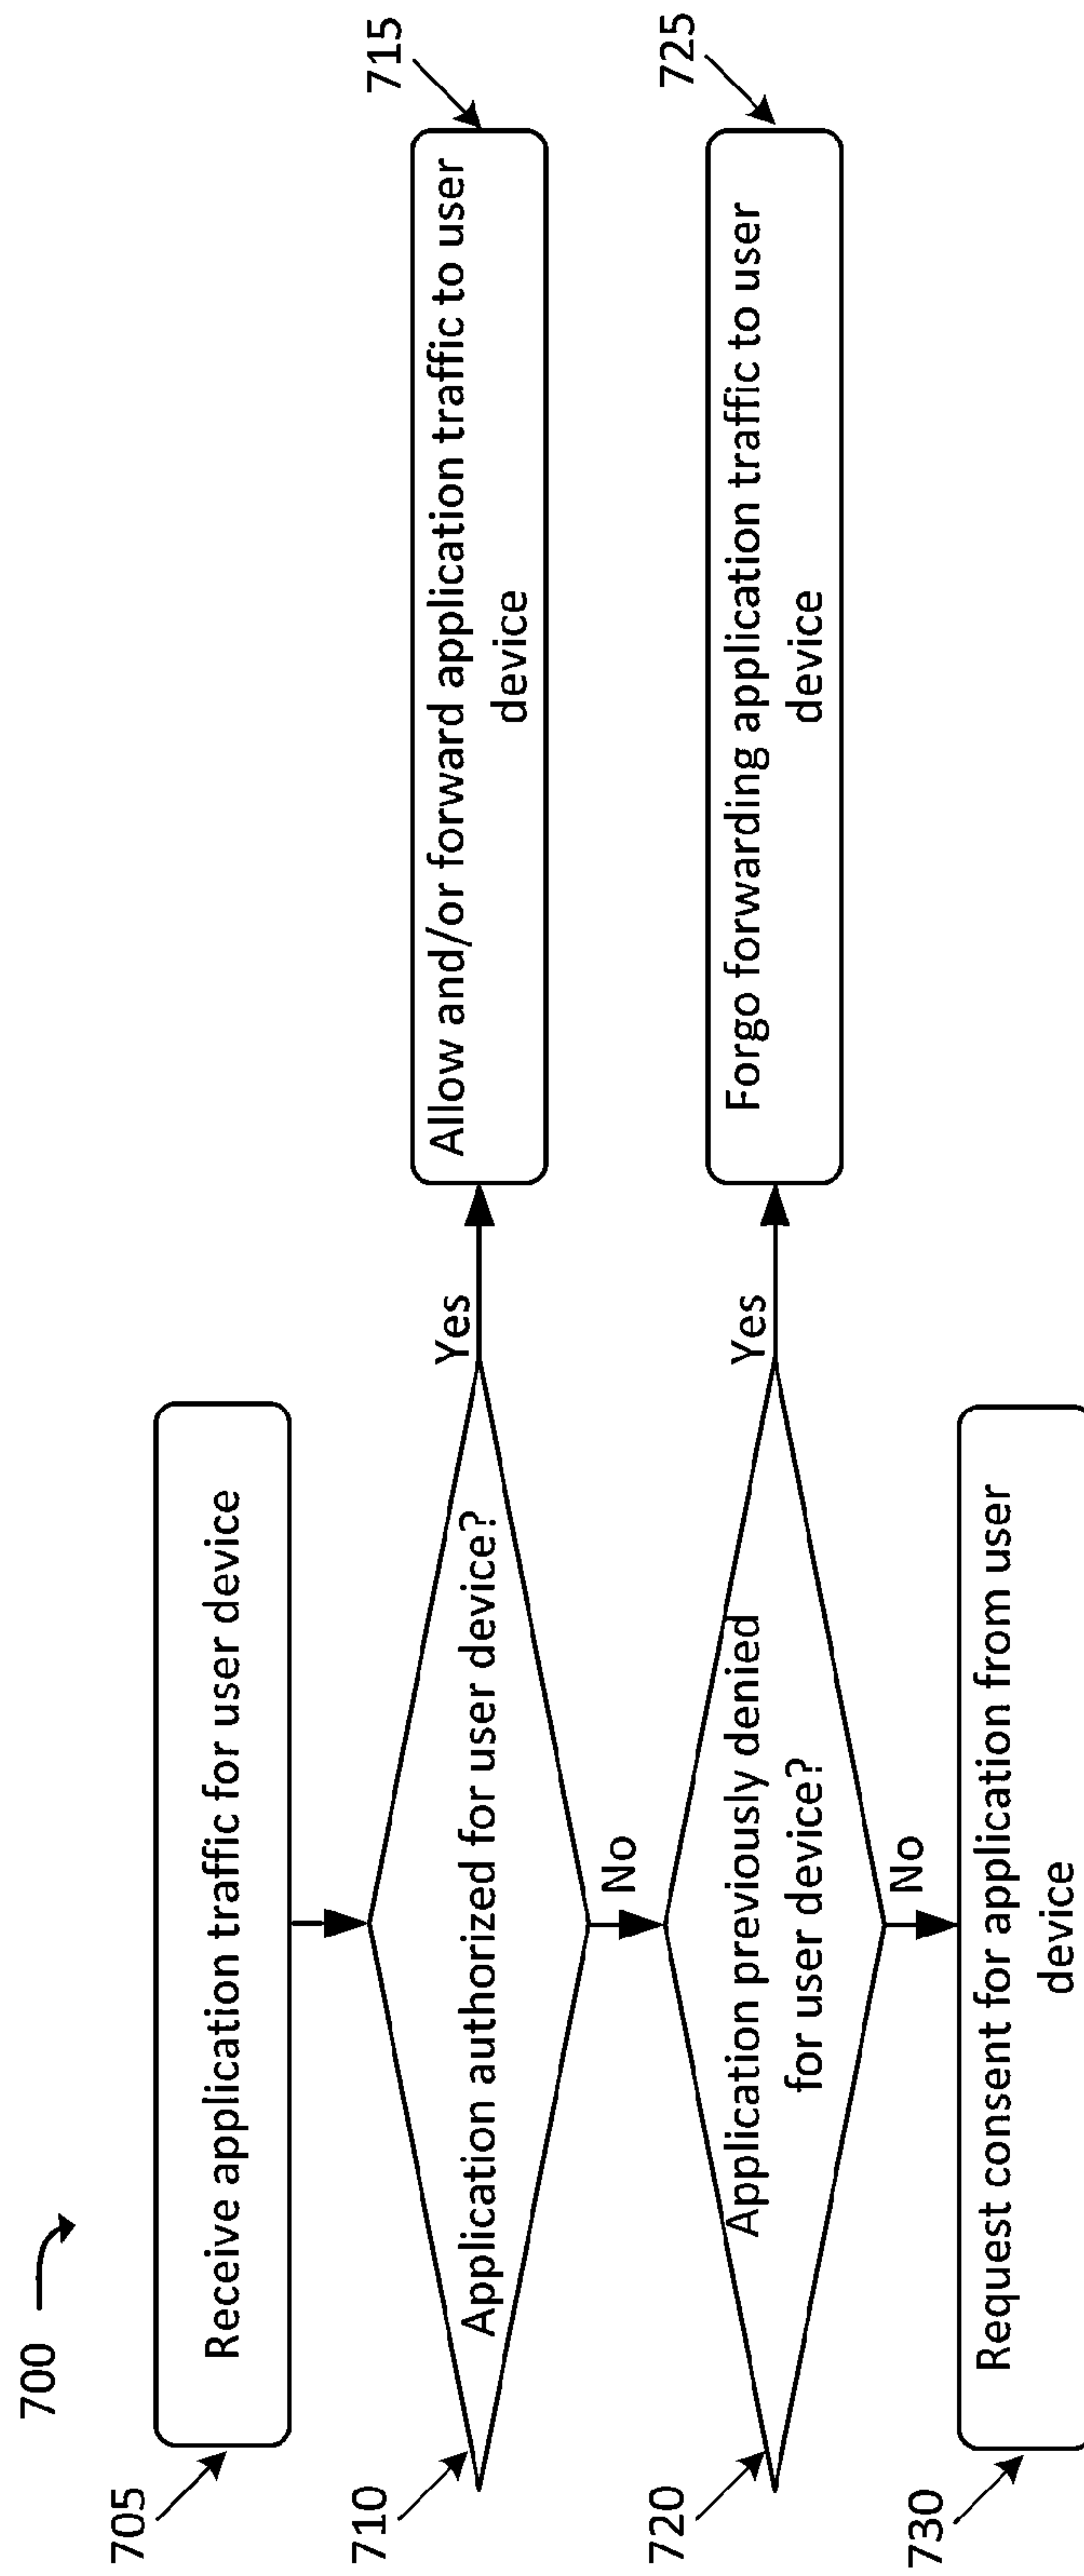 700
705
Receive application traffic for user device
710
Application authorized for user device?
Yes
715
Allow and/or forward application traffic to user
device
No
720
Application previously denied
for user device?
Yes
725
Forgo forwarding application traffic to user
device
No
730
Request consent for application from user
device